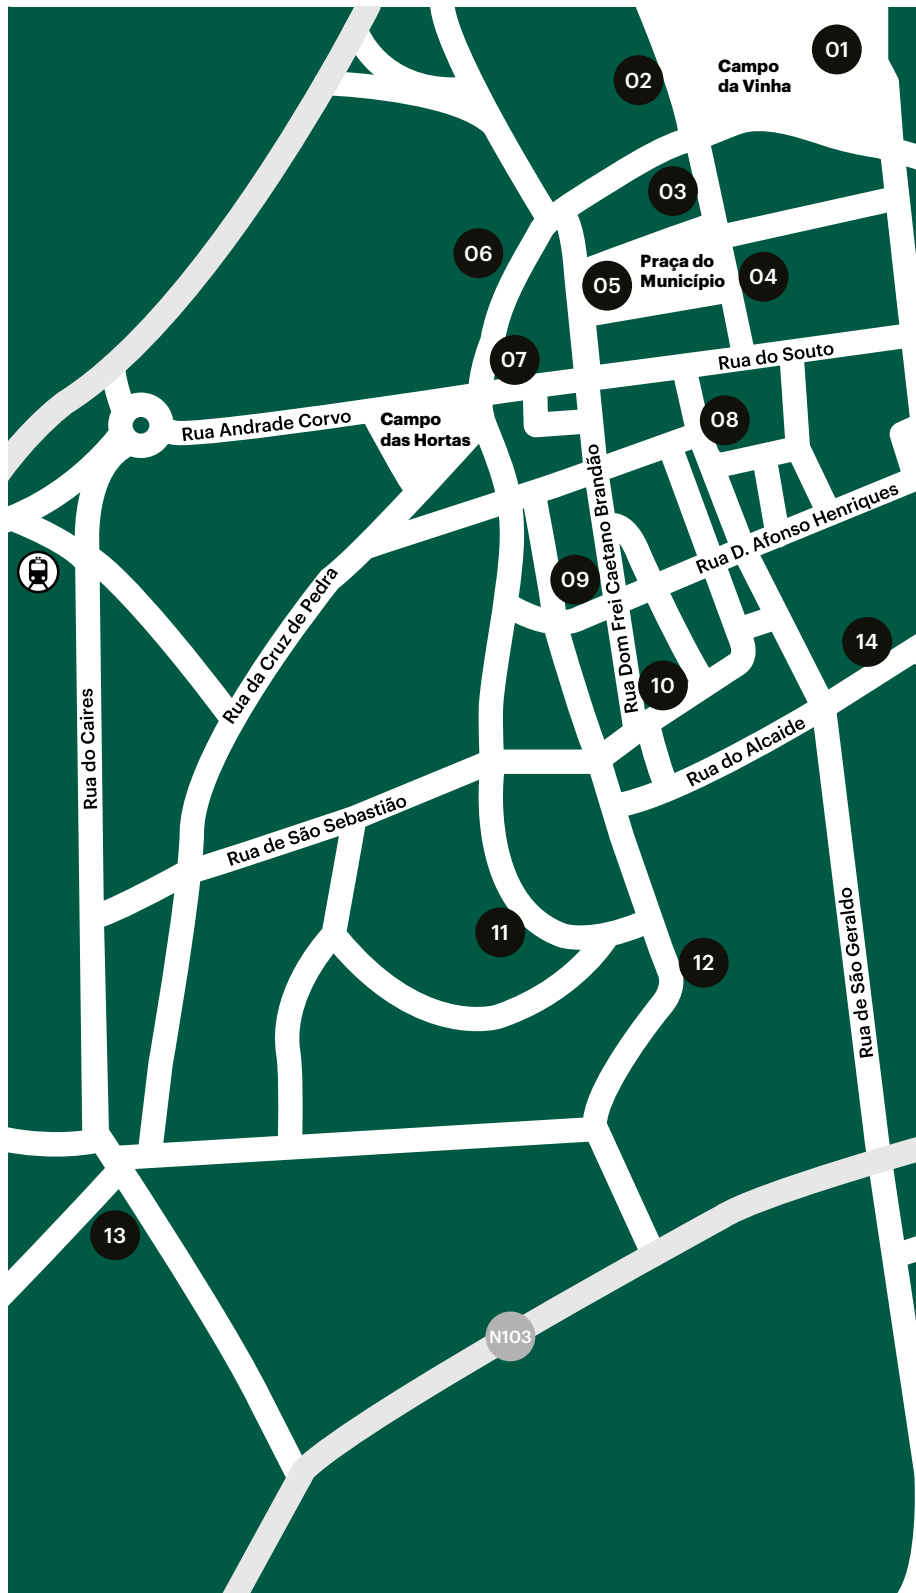 01
Campo
da Vinha
02
03
06
Praça do
Município
04
05
Rua do Souto
07
Campo
das Hortas
Rua Andrade Corvo
08
Rua Dom Frei Caetano Brandão
Rua D. Afonso Henriques
09
Rua da Cruz de Pedra
14
10
Rua do Caires
Rua do Alcaide
Rua de São Sebastião
11
12
Rua de São Geraldo
13
N103